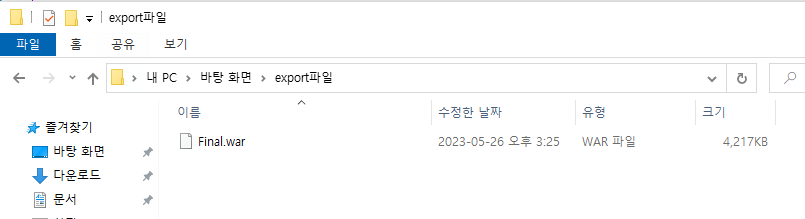 export파일
파일 홈 공유 보기
내 PC 바탕 화면 export파일
이름 수정한 날짜 유형 크기
즐겨찾기
Final.war 2023-05-26 오후 3:25 WAR 파일 4,217KB
바탕 화면
다운로드
문서